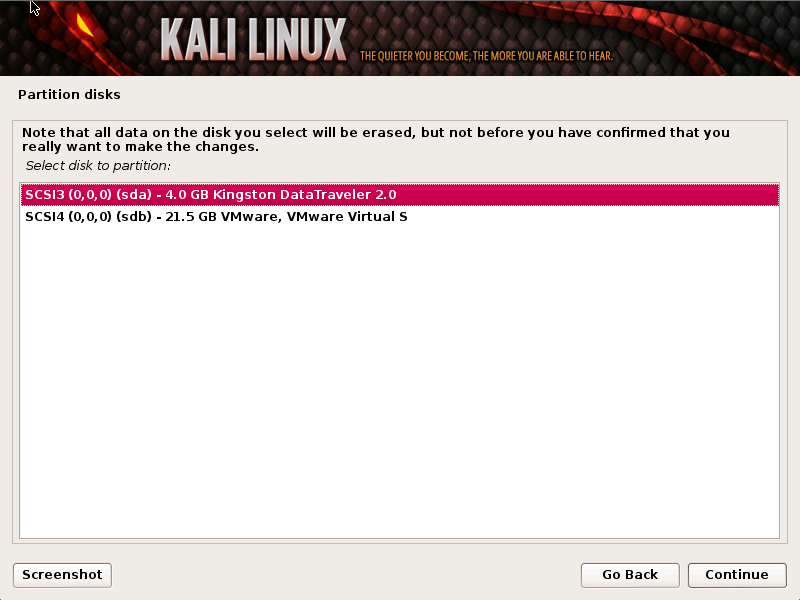 KALI LINUX
THE QUIETER YOU BECOME, THE MORE YOU ARE ABLE TO HEAR.
Partition disks
Note that all data on the disk you select will be erased, but not before you have confirmed that you
really want to make the changes.
Select disk to partition:
SCSI3 (0,0,0) (sda) - 4.0 GB Kingston DataTraveler 2.0
SCSI4 (0,0,0) (sdb) - 21.5 GB VMware, VMware Virtual S
Screenshot
Go Back
Continue